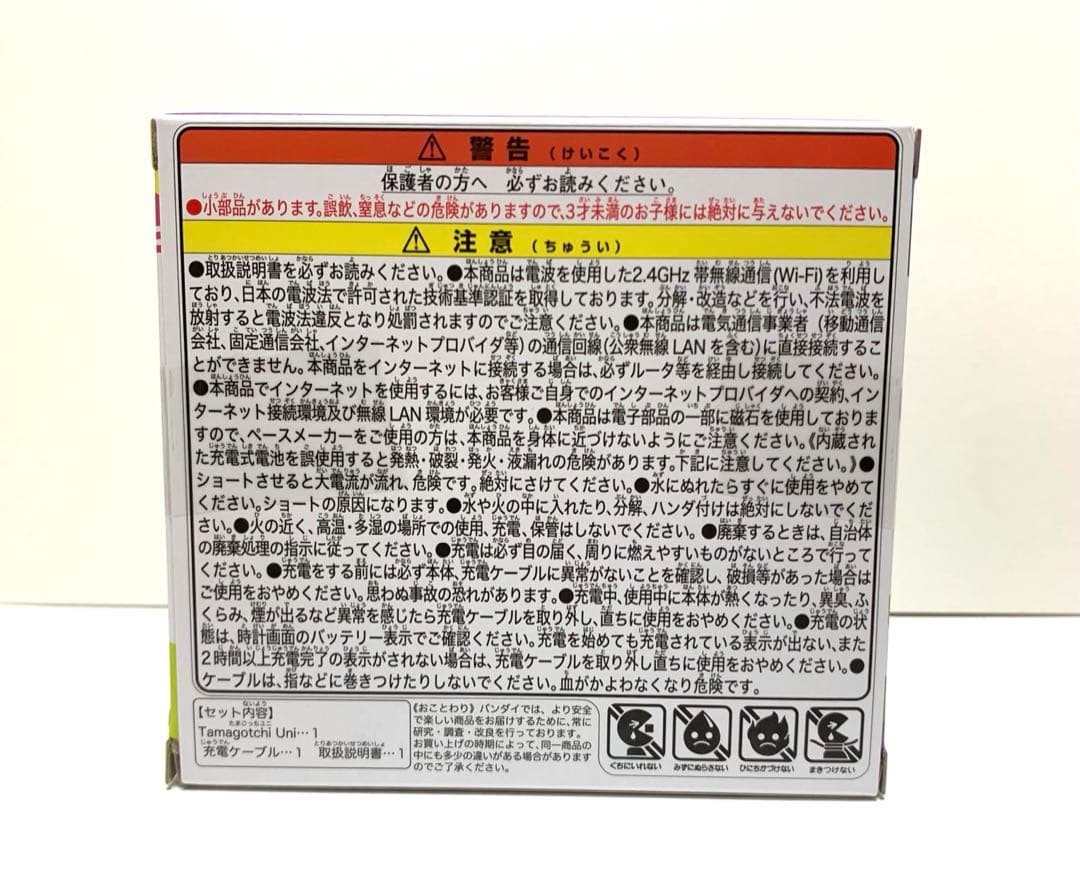 ⚠ 警告 (けいこく)
保護者の方へ 必ずお読みください。
●小部品があります。誤飲、窒息などの危険がありますので、3才未満のお子様には絶対に与えないでください。
⚠ 注意 (ちゅうい)
●取扱説明書を必ずお読みください。●本商品は電波を使用した2.4GHz 帯無線通信(Wi-Fi)を利用し
ており、日本の電波法で許可された技術基準認証を取得しております。分解・改造などを行い、不法電波を
放射すると電波法違反となり処罰されますのでご注意ください。●本商品は電気通信事業者（移動通信
会社、固定通信会社、インターネットプロバイダ等）の通信回線（公衆無線 LANを含む）に直接接続するこ
とができません。本商品をインターネットに接続する場合は、必ずルータ等を経由し接続してください。
●本商品でインターネットを使用するには、お客様ご自身でのインターネットプロバイダへの契約、イン
ターネット接続環境及び無線 LAN 環境が必要です。●本商品は電子部品の一部に磁石を使用しておりま
すので、ペースメーカーをご使用の方は、本商品を身体に近づけないようにご注意ください。《内蔵され
た充電式電池を誤使用すると発熱・破裂・発火・液漏れの危険があります。下記に注意してください。》●
ショートさせると大電流が流れ、危険です。絶対にさけてください。●水にぬれたらすぐに使用をやめて
ください。ショートの原因になります。●水や火の中に入れたり、分解、ハンダ付けは絶対にしないでくだ
さい。●火の近く、高温・多湿の場所での使用、充電、保管はしないでください。●廃棄するときは、自治体
の廃棄処理の指示に従ってください。●充電は必ず目の届く、周りに燃えやすいものがないところで行って
ください。●充電をする前には必ず本体、充電ケーブルに異常がないことを確認し、破損等があった場合は
ご使用をおやめください。思わぬ事故の恐れがあります。●充電中、使用中に本体が熱くなったり、異臭、ふ
くらみ、煙が出るなど異常を感じたら充電ケーブルを取り外し、直ちに使用をおやめください。●充電の状
態は、時計画面のバッテリー表示でご確認ください。充電を始めても充電されている表示が出ない、また
2時間以上充電完了の表示がされない場合は、充電ケーブルを取り外し直ちに使用をおやめください。●
ケーブルは、指などに巻きつけたりしないでください。血がかよわなくなり危険です。
【セット内容】
Tamagotchi Uni…1
充電ケーブル…1 取扱説明書…1
《おことわり》バンダイでは、より安全
で楽しい商品をお届けするために、常に
研究・調査・改良を行っております。
お買い上げの時期によって、同一商品の
中にも多少の違いがある場合があります
のでご了承ください。
くちにいれない みずにぬらさない ひにちかづけない まきつけない